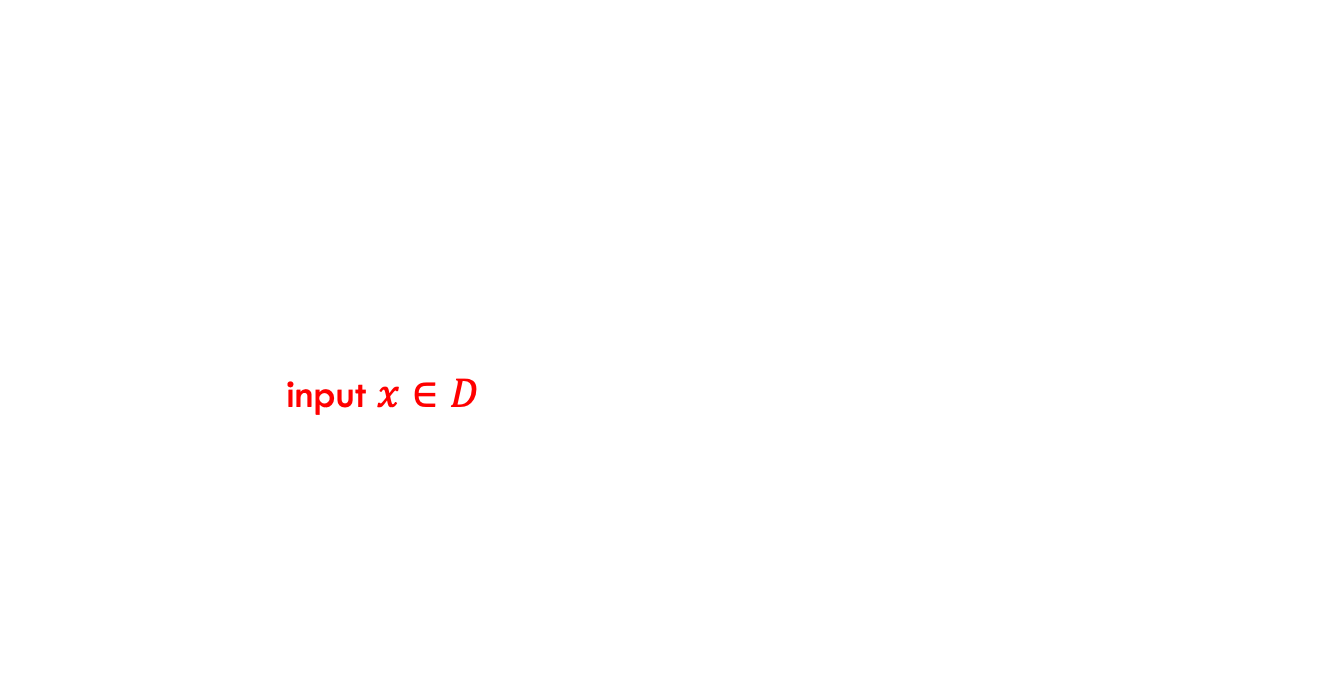 input 𝑥 ∈ 𝐷